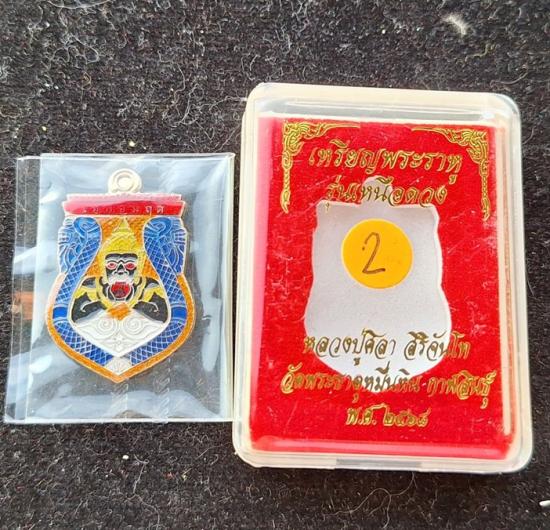 เหรียญพระราหู
รุ่นเหนือดวง
2
หลวงปู่ศิลา สิริจันโท
วัดพระธาตุหมื่นหิน กาฬสินธุ์
พ.ศ. ๒๕๖๘